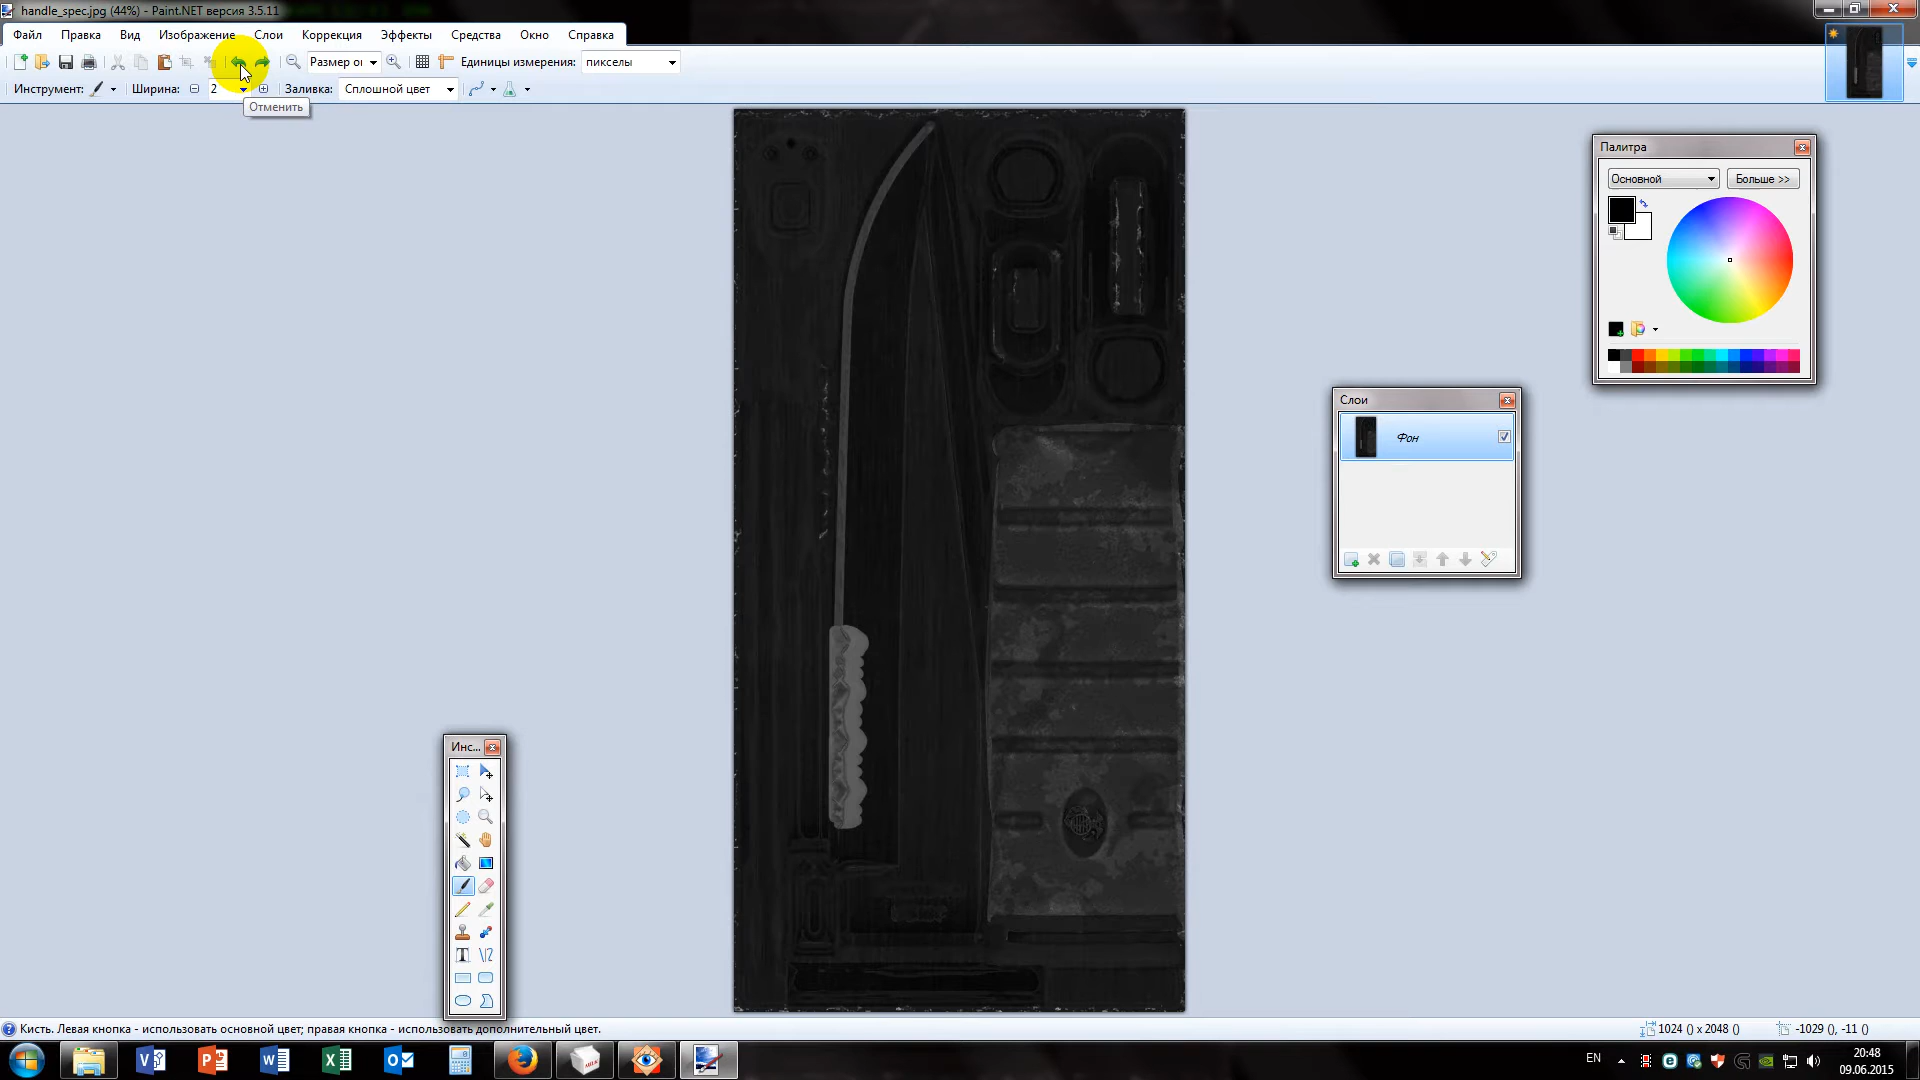 handle_spec.jpg (44%) - Paint.NET версия 3.5.11
Файл Правка Вид Изображение Слои Коррекция Эффекты Средства Окно Справка
Размер о Единицы измерения: пикселы
Инструмент: Ширина: 2 Заливка: Сплошной цвет
Отменить
Палитра
Основной Больше >>
Слои
Фон
Инс...
Кисть. Левая кнопка - использовать основной цвет; правая кнопка - использовать дополнительный цвет.
1024 () x 2048 () -1029 (), -11 ()
EN
20:48
09.06.2015